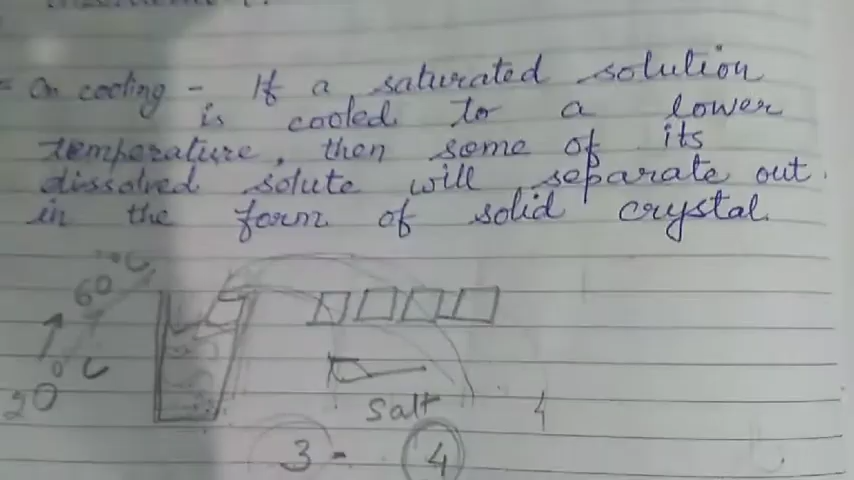 = On cooling - If a saturated solution
is cooled to a lower
temperature, then some of its
dissolved solute will separate out.
in the form of solid crystal.
°C
60
°C
20
Salt
3 - 4